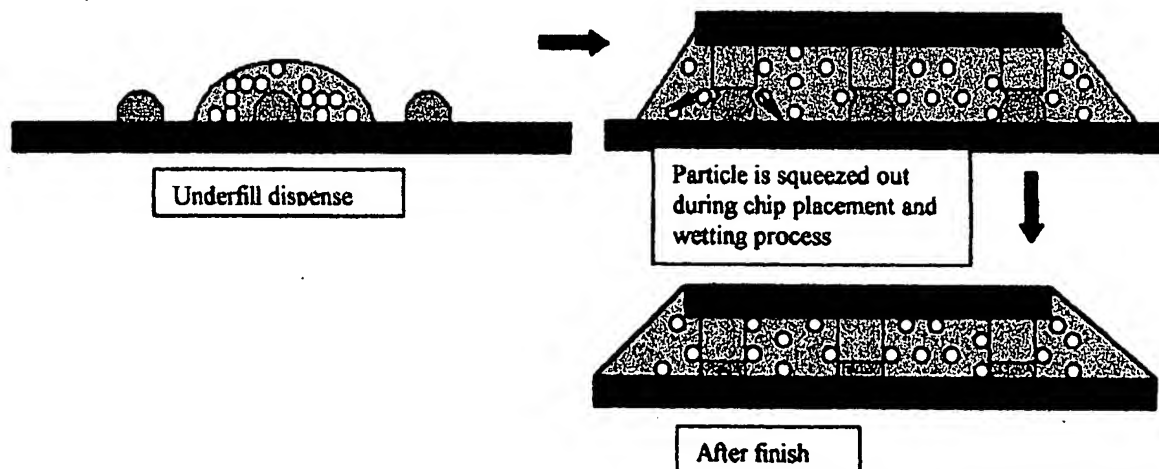 Underfill dispense
Particle is squeezed out
during chip placement and
wetting process
After finish